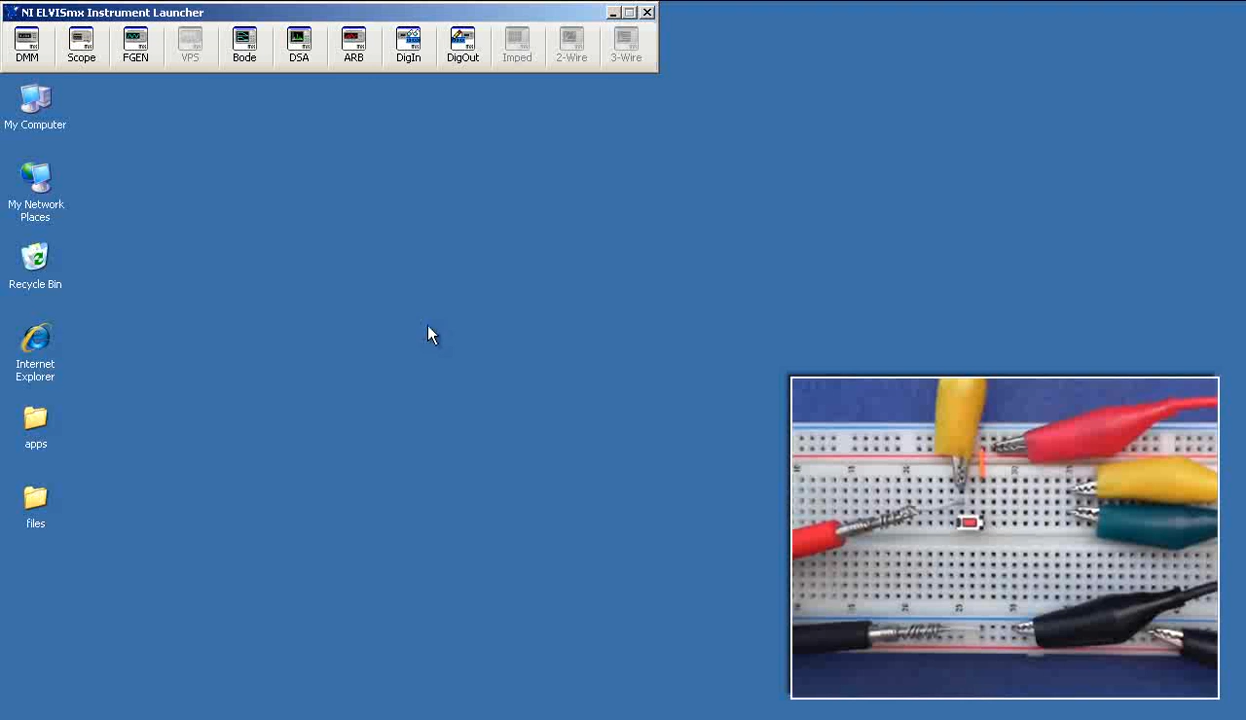 NI ELVISmx Instrument Launcher
DMM Scope FGEN VPS Bode DSA ARB DigIn DigOut Imped 2-Wire 3-Wire
My Computer
My Network
Places
Recycle Bin
Internet
Explorer
apps
files